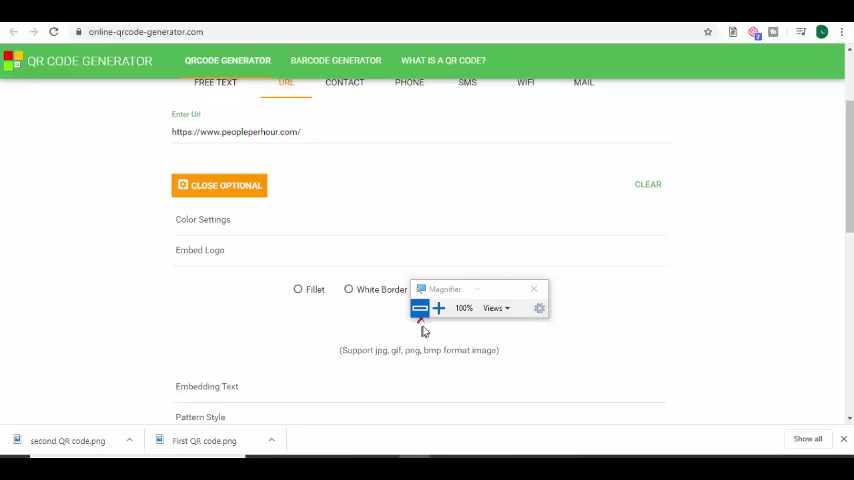 online-qrcode-generator.com
QR CODE GENERATOR QRCODE GENERATOR BARCODE GENERATOR WHAT IS A QR CODE?
FREE TEXT URL CONTACT PHONE SMS WIFI MAIL
Enter Url
https://www.peopleperhour.com/
CLOSE OPTIONAL CLEAR
Color Settings
Embed Logo
Fillet White Border
Magnifier
100% Views
(Support jpg, gif, png, bmp format image)
Embedding Text
Pattern Style
second QR code.png First QR code.png Show all